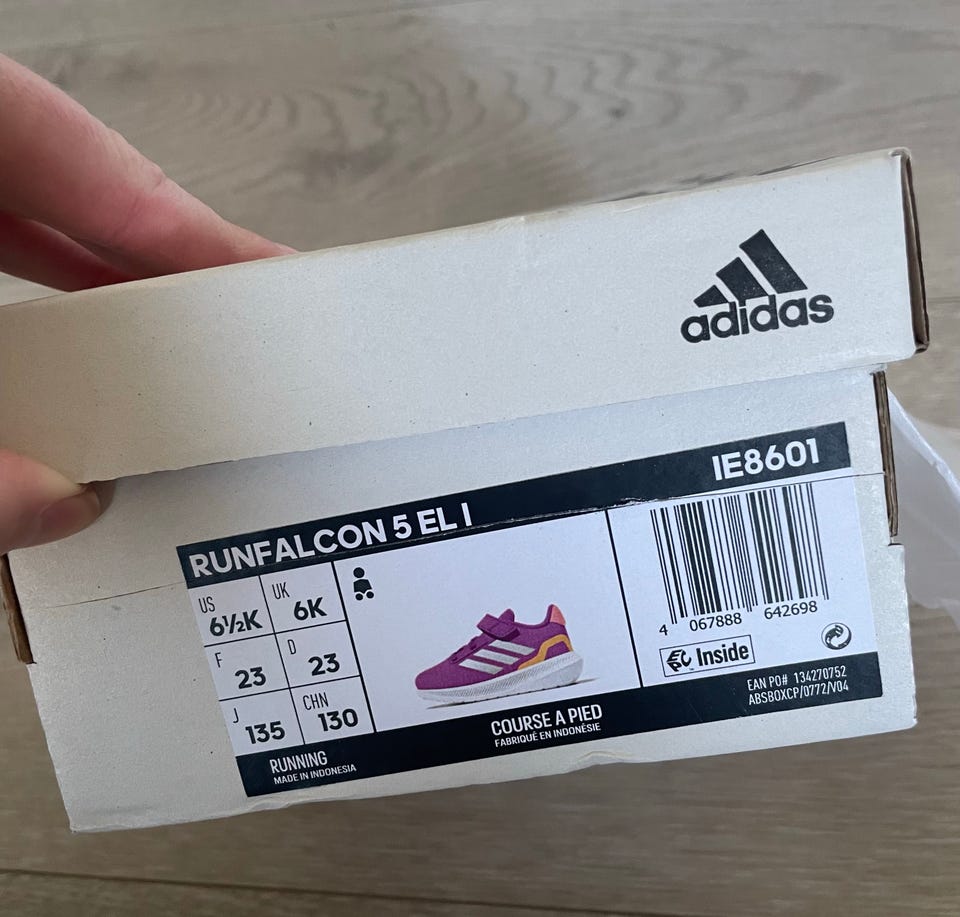 adidas
RUNFALCON 5 EL I
IE8601
US
6½K
UK
6K
F
23
D
23
J
135
CHN
130
4 067888 642698
EPC Inside
EAN PO# 134270752
ABSBOXCP/0772/V04
RUNNING
MADE IN INDONESIA
COURSE A PIED
FABRIQUÉ EN INDONÉSIE